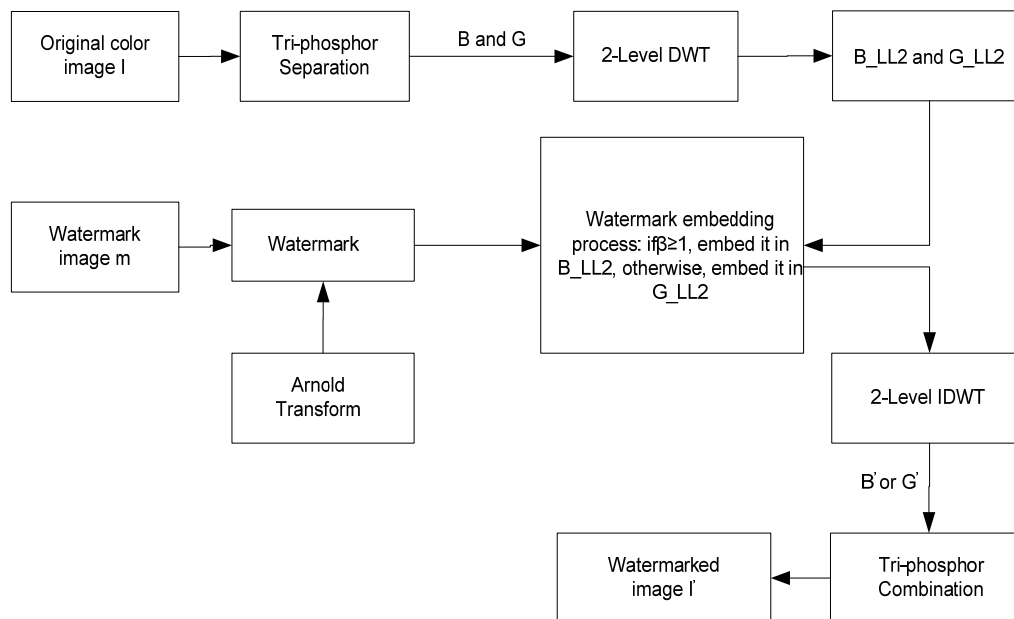 Original color
image I
Tri-phosphor
Separation
B and G
2-Level DWT
B_LL2 and G_LL2
Watermark
image m
Watermark
Watermark embedding
process: ifβ≥1, embed it in
B_LL2, otherwise, embed it in
G_LL2
Arnold
Transform
2-Level IDWT
B' or G'
Watermarked
image I'
Tri-phosphor
Combination